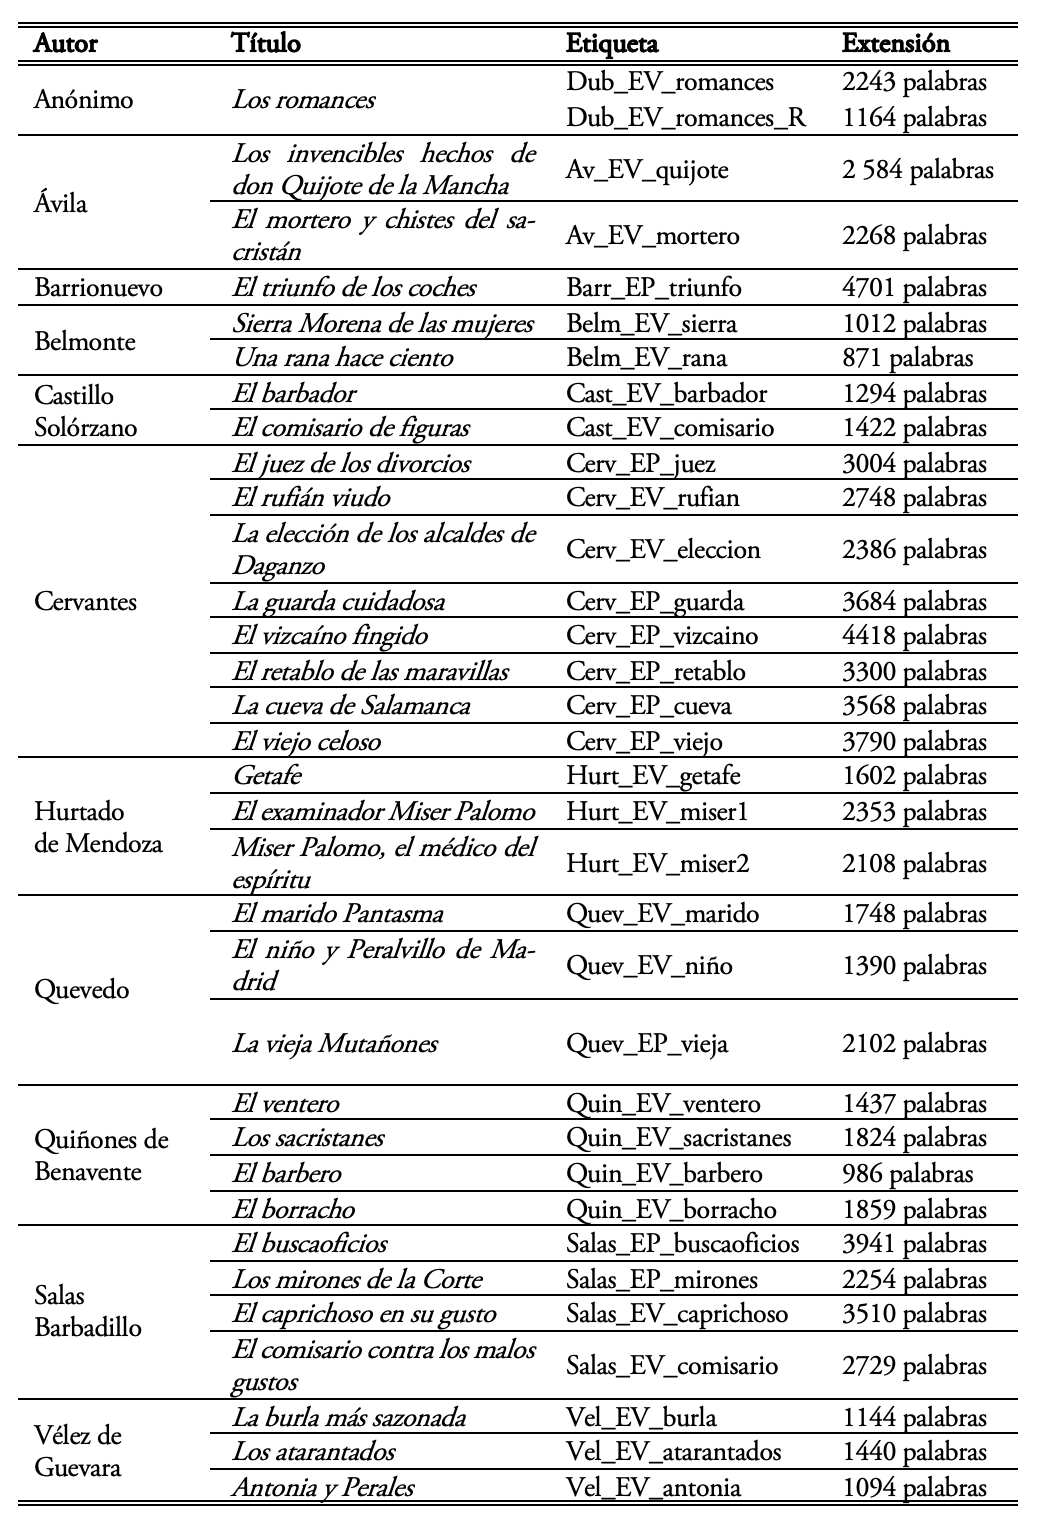 Autor Título Etiqueta Extensión
Anónimo Los romances Dub_EV_romances 2243 palabras
Dub_EV_romances_R 1164 palabras
Ávila Los invencibles hechos de
don Quijote de la Mancha Av_EV_quijote 2 584 palabras
El mortero y chistes del sa-
cristán Av_EV_mortero 2268 palabras
Barrionuevo El triunfo de los coches Barr_EP_triunfo 4701 palabras
Belmonte Sierra Morena de las mujeres Belm_EV_sierra 1012 palabras
Una rana hace ciento Belm_EV_rana 871 palabras
Castillo
Solórzano El barbador Cast_EV_barbador 1294 palabras
El comisario de figuras Cast_EV_comisario 1422 palabras
Cervantes El juez de los divorcios Cerv_EP_juez 3004 palabras
El rufián viudo Cerv_EV_rufian 2748 palabras
La elección de los alcaldes de
Daganzo Cerv_EV_eleccion 2386 palabras
La guarda cuidadosa Cerv_EP_guarda 3684 palabras
El vizcaíno fingido Cerv_EP_vizcaino 4418 palabras
El retablo de las maravillas Cerv_EP_retablo 3300 palabras
La cueva de Salamanca Cerv_EP_cueva 3568 palabras
El viejo celoso Cerv_EP_viejo 3790 palabras
Hurtado
de Mendoza Getafe Hurt_EV_getafe 1602 palabras
El examinador Miser Palomo Hurt_EV_miser1 2353 palabras
Miser Palomo, el médico del
espíritu Hurt_EV_miser2 2108 palabras
Quevedo El marido Pantasma Quev_EV_marido 1748 palabras
El niño y Peralvillo de Ma-
drid Quev_EV_niño 1390 palabras
La vieja Mutañones Quev_EP_vieja 2102 palabras
Quiñones de
Benavente El ventero Quin_EV_ventero 1437 palabras
Los sacristanes Quin_EV_sacristanes 1824 palabras
El barbero Quin_EV_barbero 986 palabras
El borracho Quin_EV_borracho 1859 palabras
Salas
Barbadillo El buscaoficios Salas_EP_buscaoficios 3941 palabras
Los mirones de la Corte Salas_EP_mirones 2254 palabras
El caprichoso en su gusto Salas_EV_caprichoso 3510 palabras
El comisario contra los malos
gustos Salas_EV_comisario 2729 palabras
Vélez de
Guevara La burla más sazonada Vel_EV_burla 1144 palabras
Los atarantados Vel_EV_atarantados 1440 palabras
Antonia y Perales Vel_EV_antonia 1094 palabras